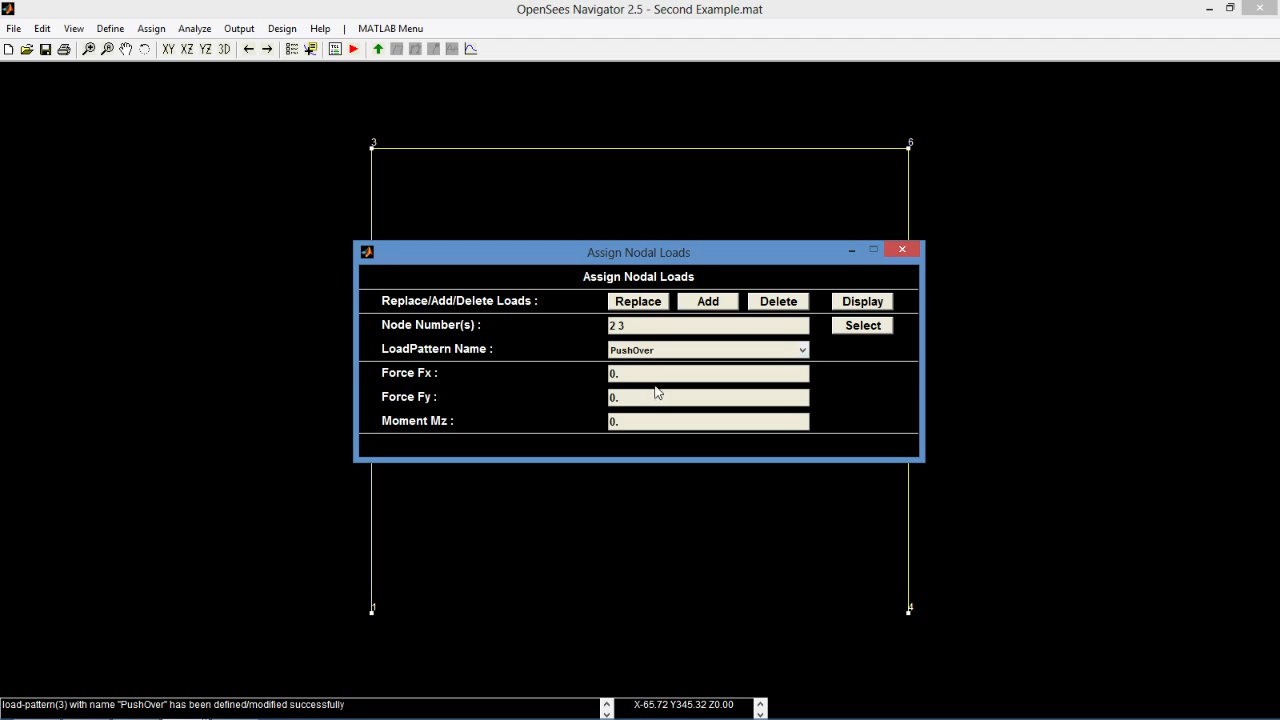 OpenSees Navigator 2.5 - Second Example.mat
File Edit View Define Assign Analyze Output Design Help | MATLAB Menu
XY XZ YZ 3D TCL
3 6
Assign Nodal Loads
Assign Nodal Loads
Replace/Add/Delete Loads : Replace Add Delete Display
Node Number(s) : 2 3 Select
LoadPattern Name : PushOver
Force Fx : 0.
Force Fy : 0.
Moment Mz : 0.
1 4
load-pattern(3) with name "PushOver" has been defined/modified successfully X-65.72 Y345.32 Z0.00